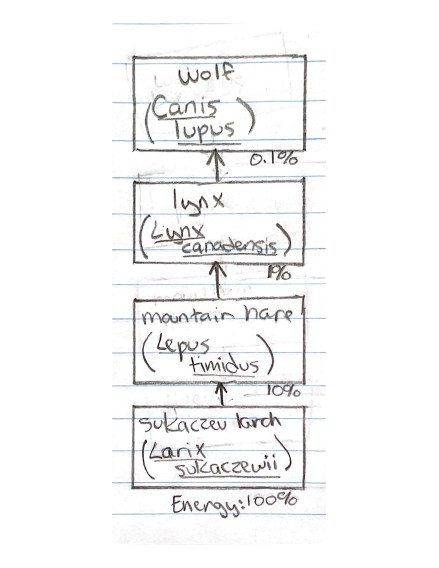 wolf
(Canis
lupus)
0.1%
lynx
(Lynx
canadensis)
1%
mountain hare
(Lepus
timidus)
10%
sukaczev larch
(Larix
sukaczewii)
Energy: 100%